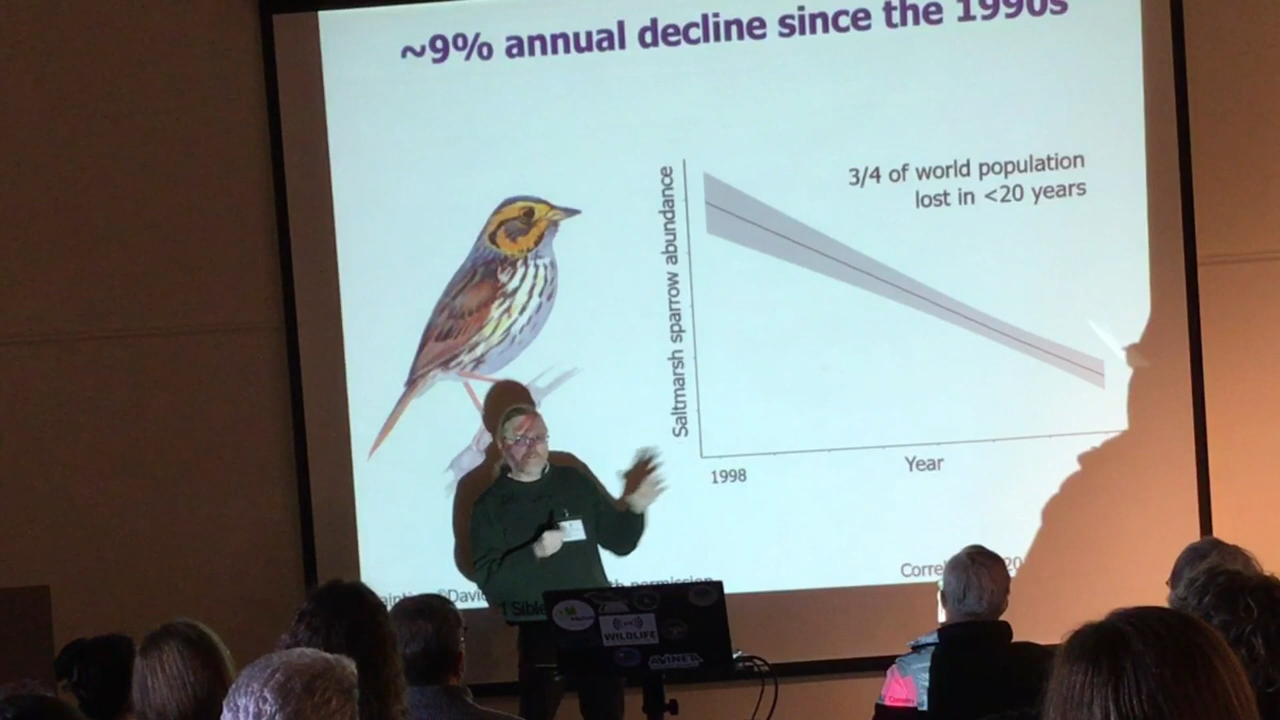 ~9% annual decline since the 1990s
3/4 of world population
lost in <20 years
Saltmarsh sparrow abundance
1998
Year
permission
WILDLIFE